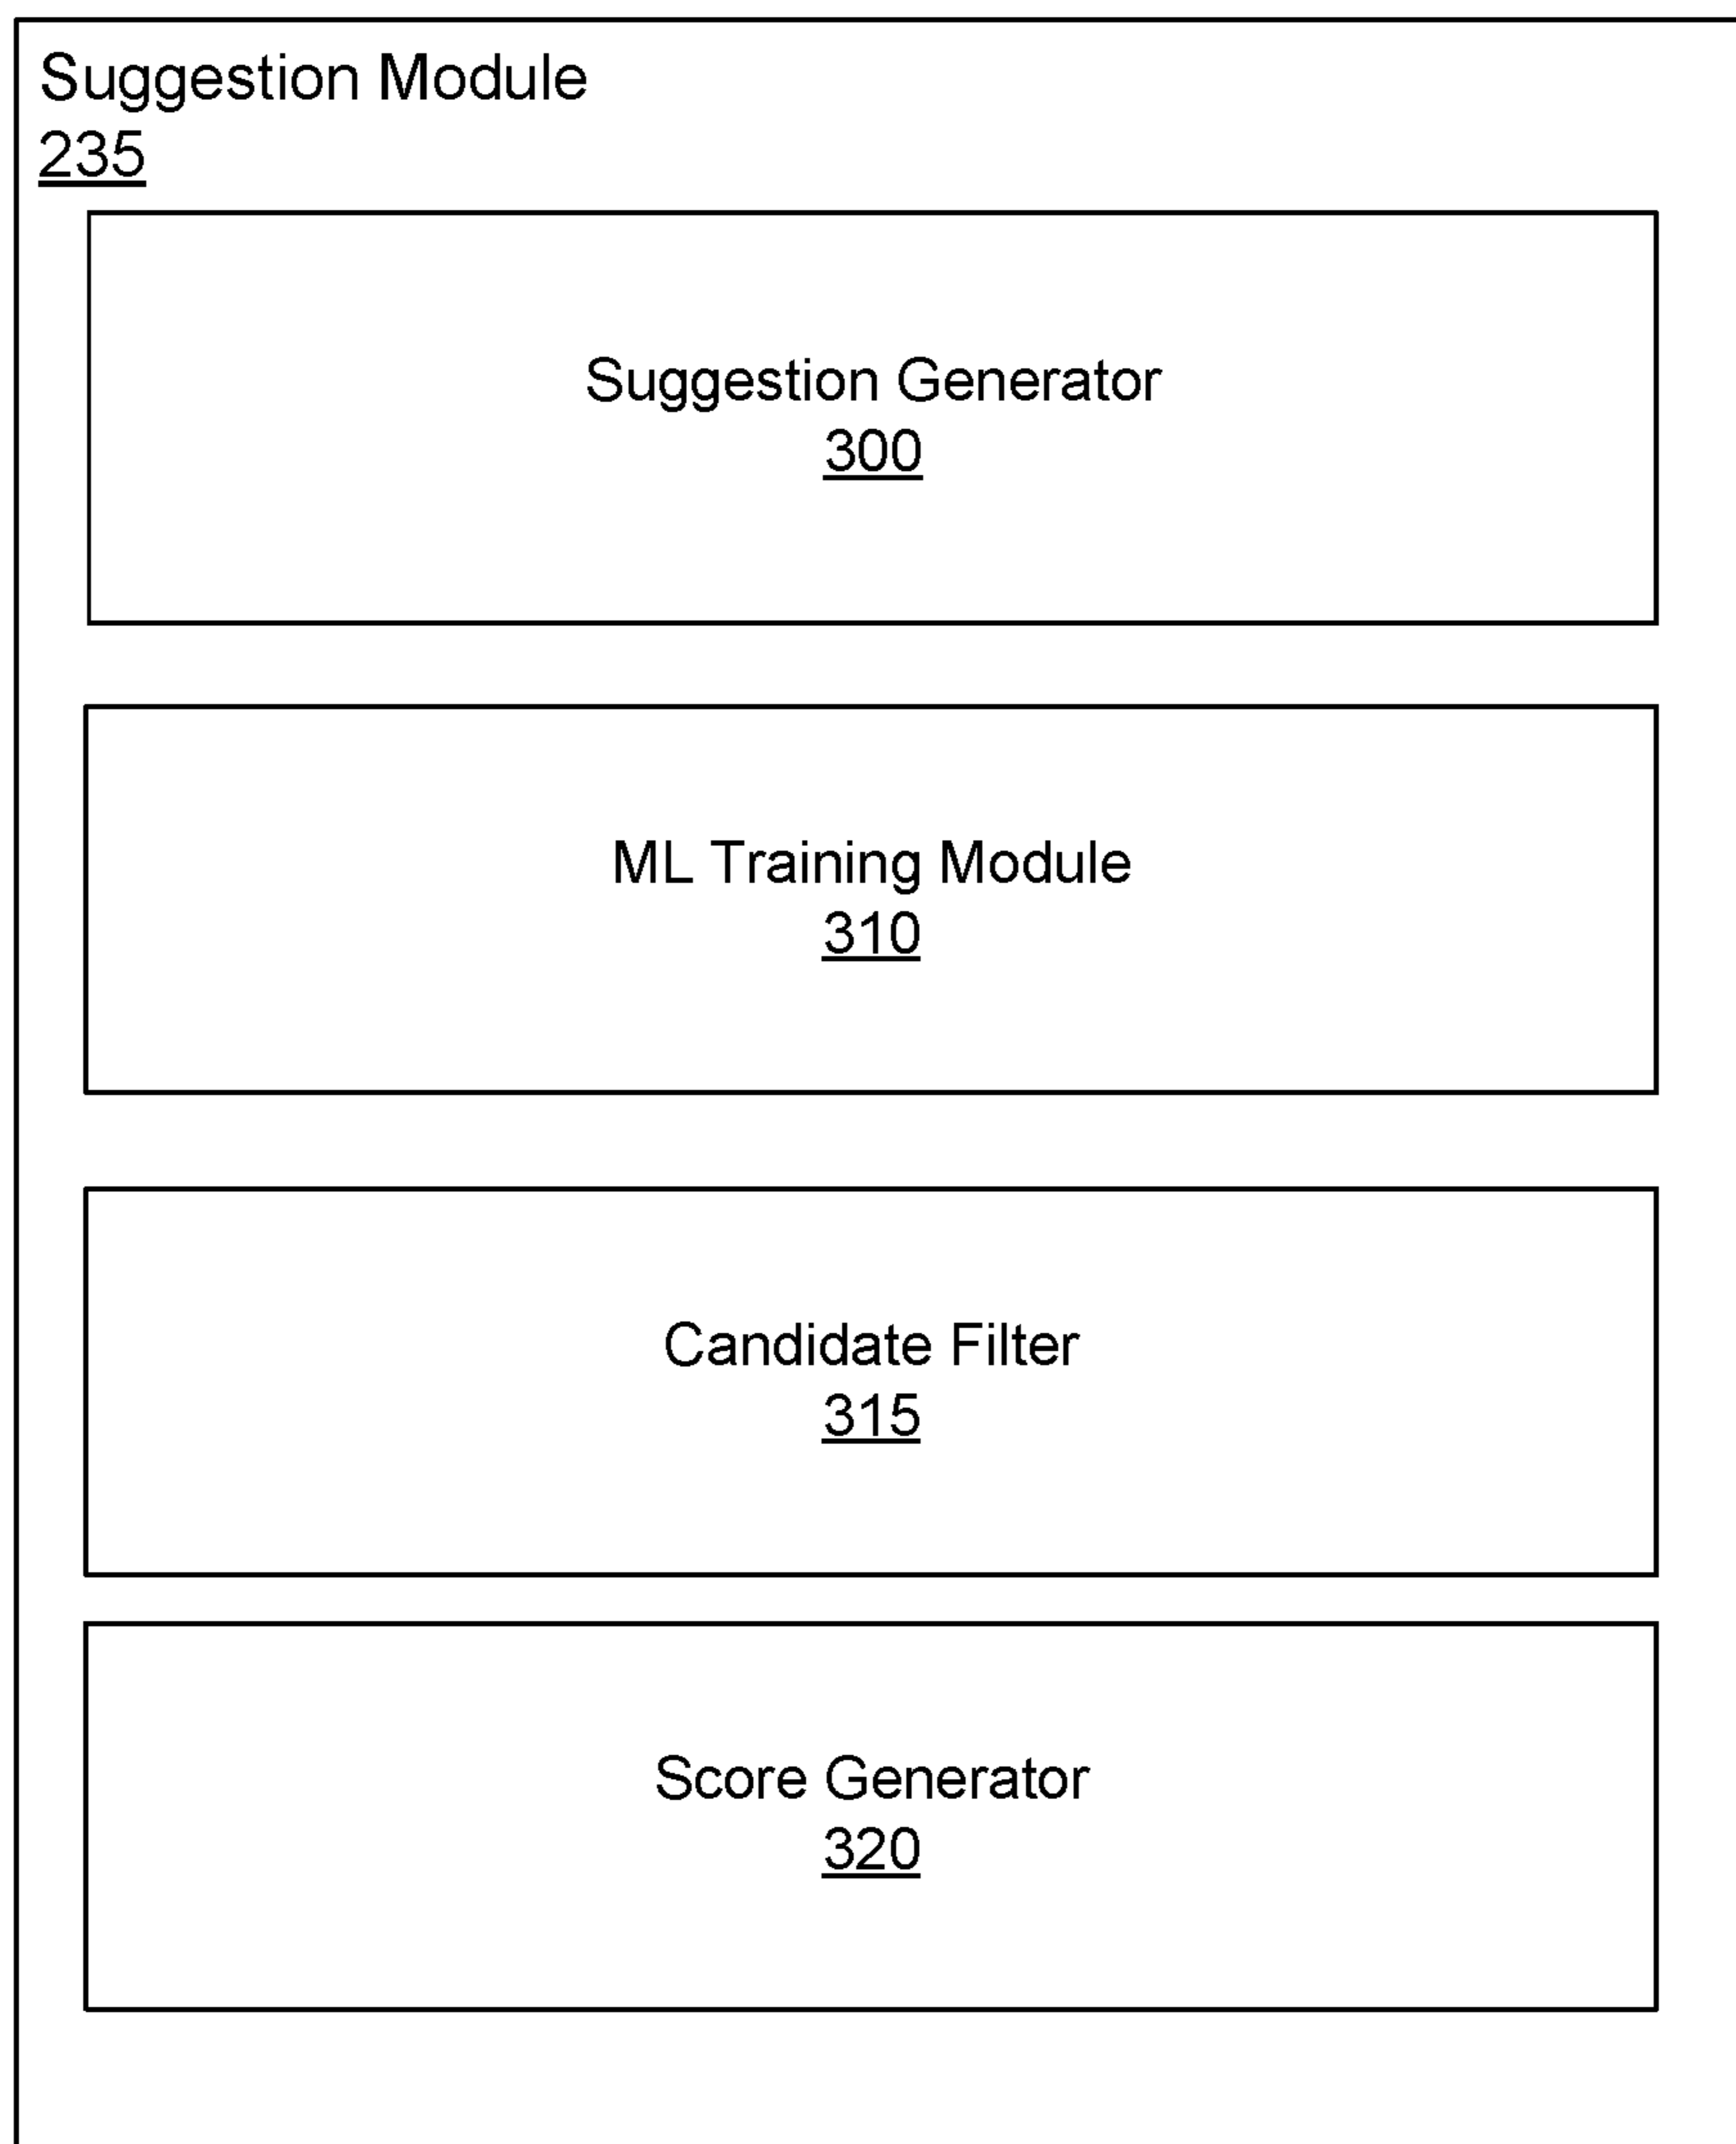 Suggestion Module
235
Suggestion Generator
300
ML Training Module
310
Candidate Filter
315
Score Generator
320